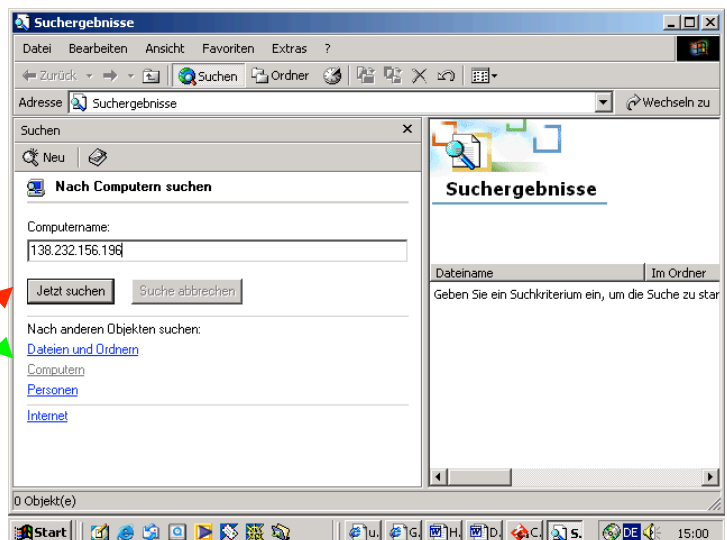 Suchergebnisse
Datei Bearbeiten Ansicht Favoriten Extras ?
Zurück Suchen Ordner
Adresse Suchergebnisse Wechseln zu
Suchen
Neu
Nach Computern suchen
Computername:
138.232.156.196
Jetzt suchen Suche abbrechen
Nach anderen Objekten suchen:
Dateien und Ordnern
Computern
Personen
Internet
Suchergebnisse
Dateiname Im Ordner
Geben Sie ein Suchkriterium ein, um die Suche zu star
0 Objekt(e)
Start u. G. H. D. C. S. DE 15:00